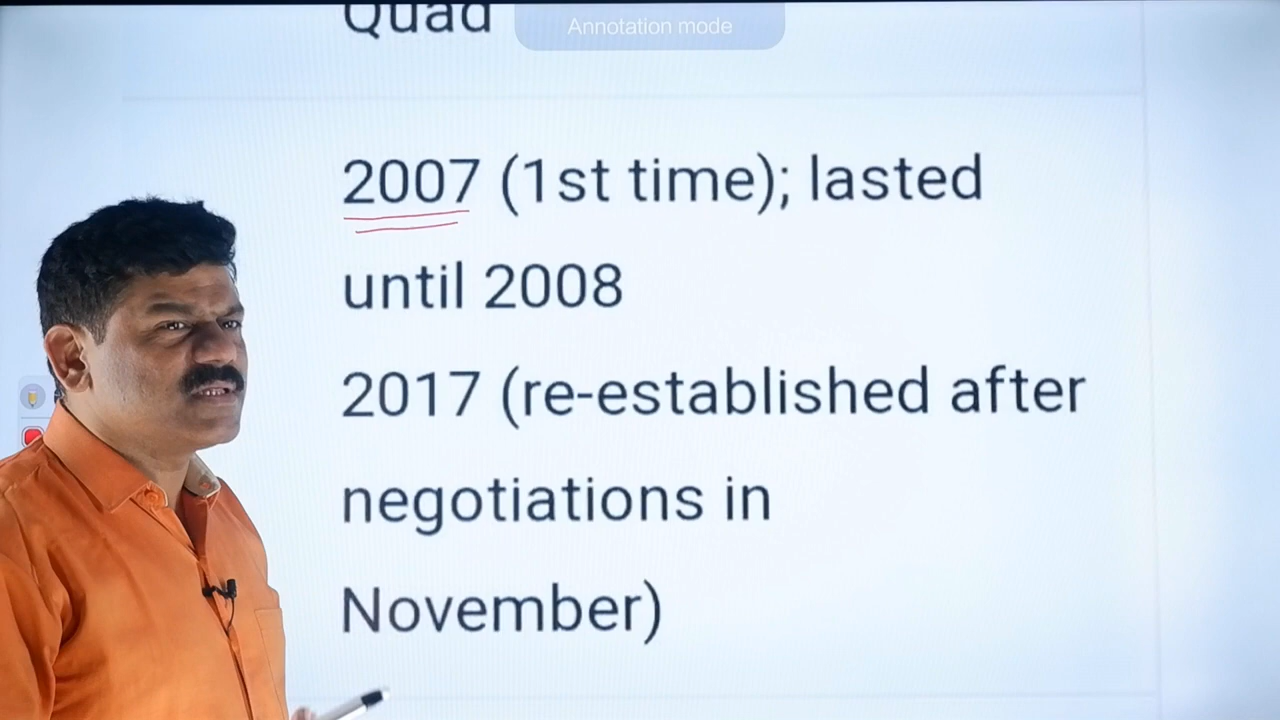 Quad
Annotation mode
2007 (1st time); lasted
until 2008
2017 (re-established after
negotiations in
November)